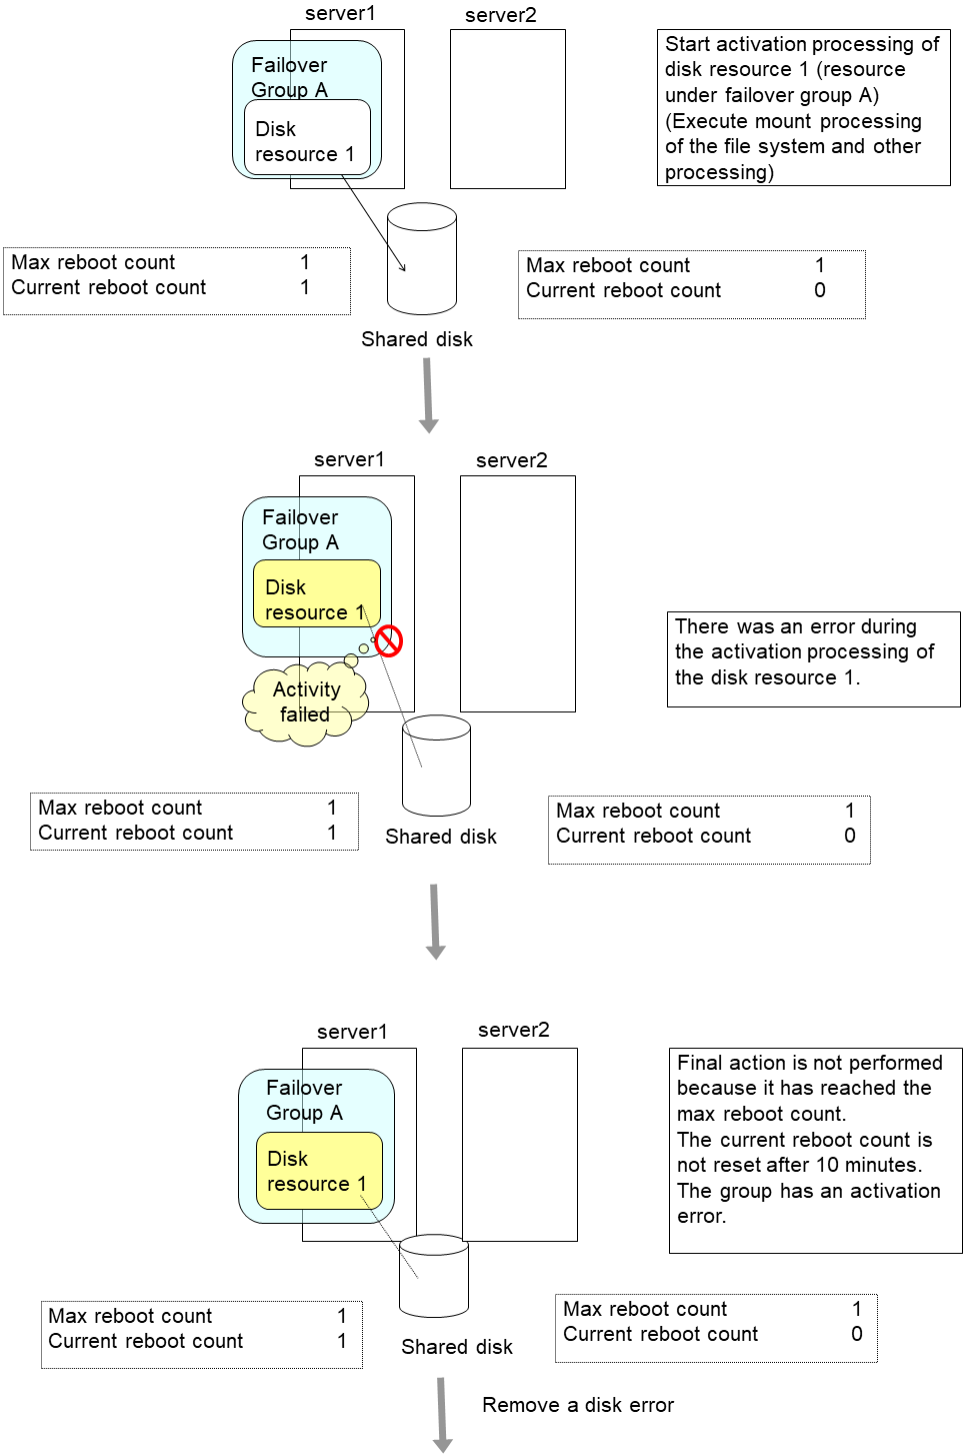 server1
server2
Failover
Group A
Disk
resource 1
Start activation processing of
disk resource 1 (resource
under failover group A)
(Execute mount processing
of the file system and other
processing)
Max reboot count 1
Current reboot count 1
Max reboot count 1
Current reboot count 0
Shared disk
server1
server2
Failover
Group A
Disk
resource 1
Activity
failed
There was an error during
the activation processing of
the disk resource 1.
Max reboot count 1
Current reboot count 1
Max reboot count 1
Current reboot count 0
Shared disk
server1
server2
Failover
Group A
Disk
resource 1
Final action is not performed
because it has reached the
max reboot count.
The current reboot count is
not reset after 10 minutes.
The group has an activation
error.
Max reboot count 1
Current reboot count 1
Max reboot count 1
Current reboot count 0
Shared disk
Remove a disk error